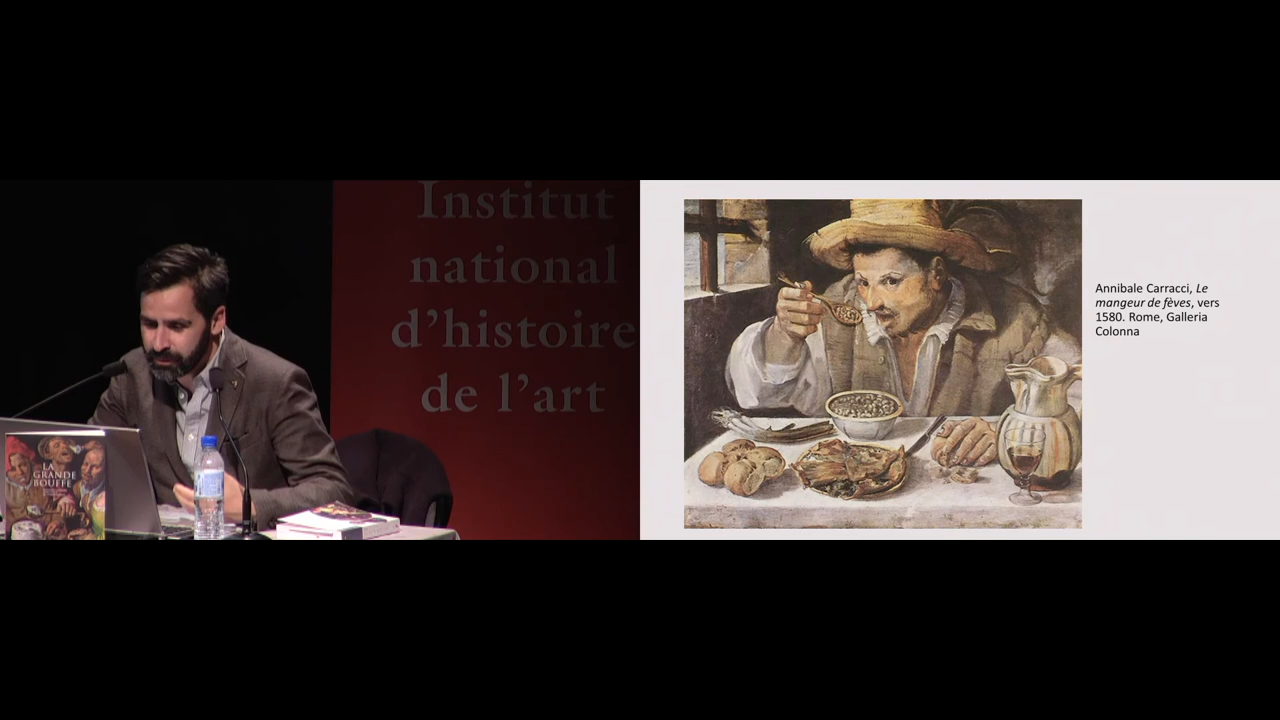 Institut
national
d'histoire
de l'art
LA
GRANDE
BOUFFE
Annibale Carracci, Le
mangeur de fèves, vers
1580. Rome, Galleria
Colonna